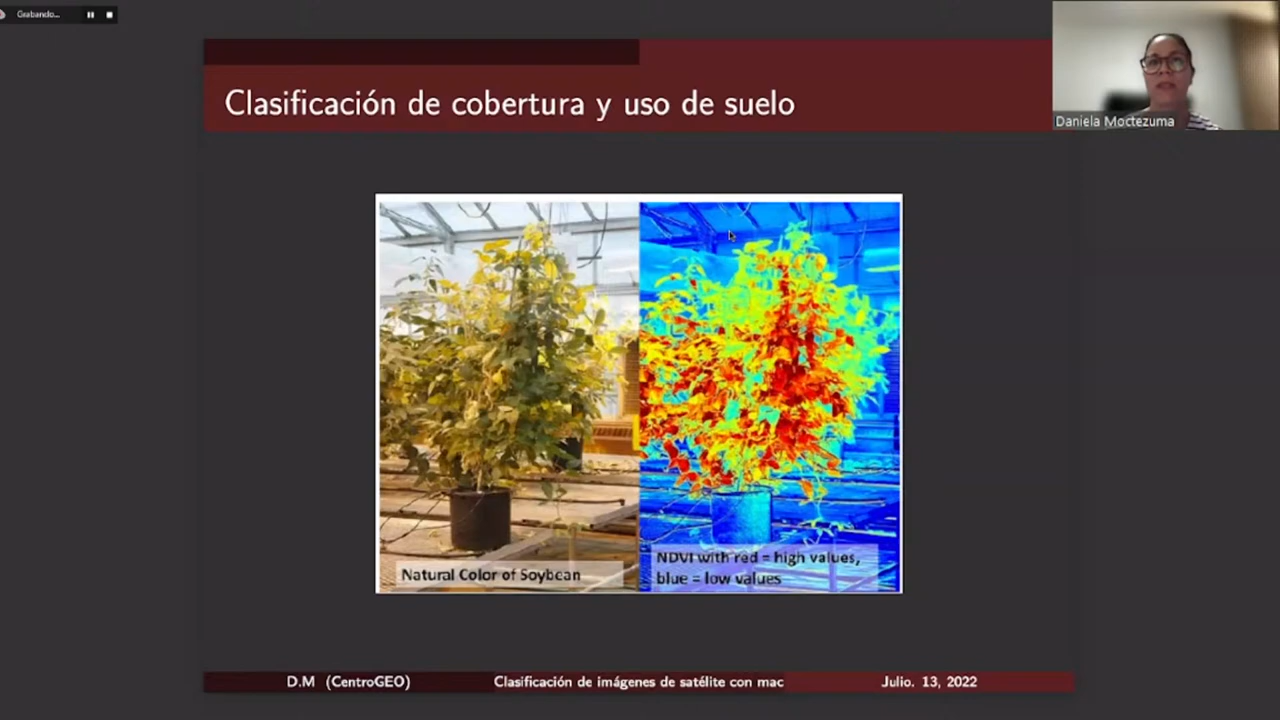 Grabando...
Clasificación de cobertura y uso de suelo
Daniela Moctezuma
Natural Color of Soybean
NDVI with red = high values,
blue = low values
D.M (CentroGEO)
Clasificación de imágenes de satélite con mac
Julio. 13, 2022